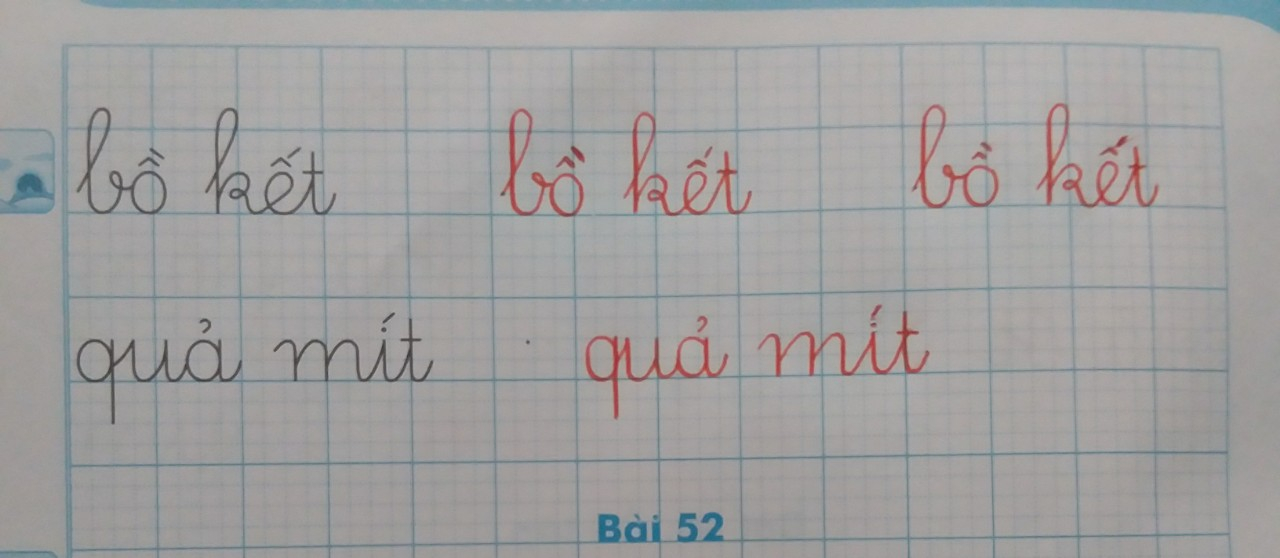 bồ kết bồ kết bồ kết
quả mít quả mít
Bài 52